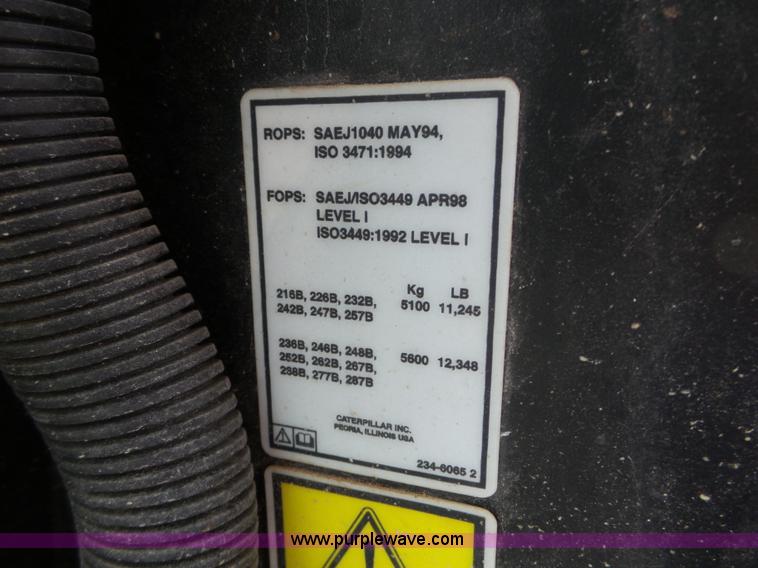 ROPS: SAEJ1040 MAY94,
ISO 3471:1994
FOPS: SAEJ/ISO3449 APR98
LEVEL I
ISO3449:1992 LEVEL I
Kg LB
216B, 226B, 232B,
242B, 247B, 257B 5100 11,245
236B, 246B, 248B,
252B, 262B, 267B, 5600 12,348
268B, 277B, 287B
CATERPILLAR INC.
PEORIA, ILLINOIS USA
234-6065 2
www.purplewave.com